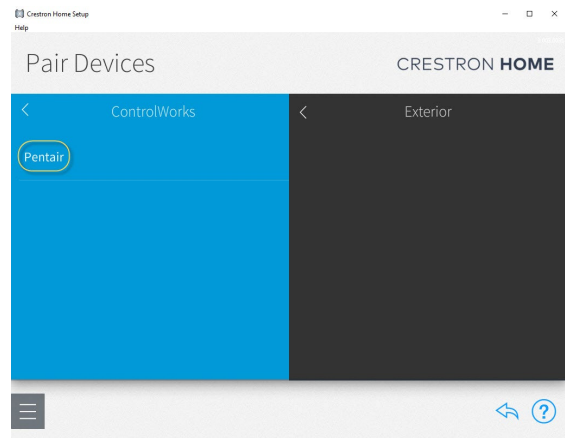 Crestron Home Setup
Help
Pair Devices
CRESTRON HOME
ControlWorks
Exterior
Pentair
?